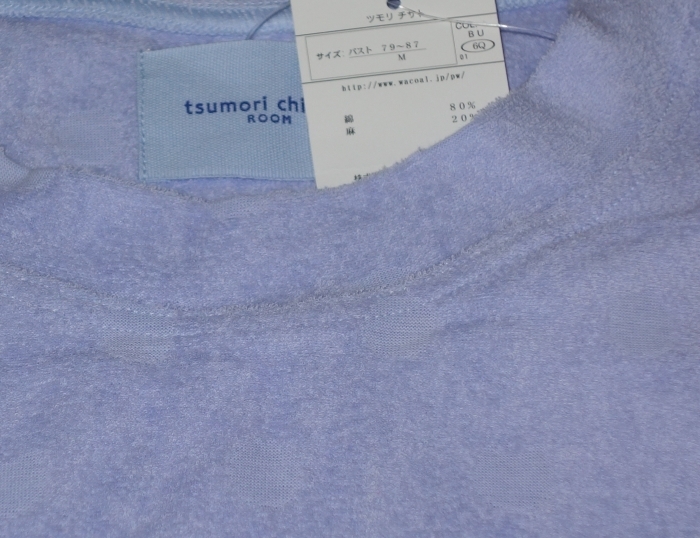 tsumori chi
ROOM
ツモリ チサ
サイズ: バスト 79～87
M
COL
BU
6Q
01
http://www.wacoal.jp/pw/
綿 80%
麻 20%